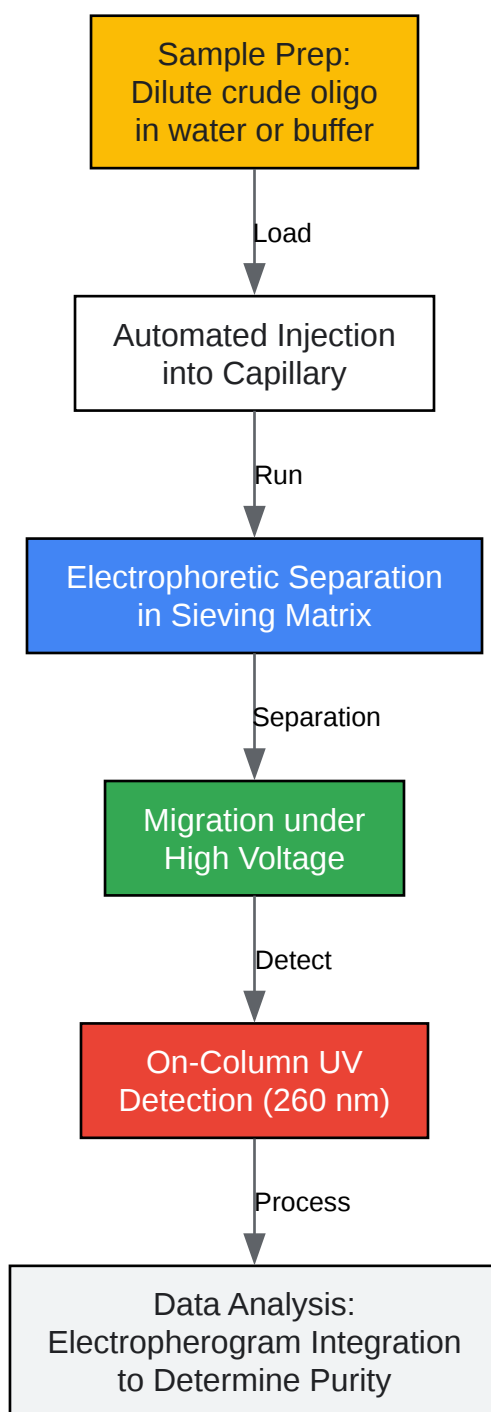 Sample Prep:
Dilute crude oligo
in water or buffer
Load
Automated Injection
into Capillary
Run
Electrophoretic Separation
in Sieving Matrix
Separation
Migration under
High Voltage
Detect
On-Column UV
Detection (260 nm)
Process
Data Analysis:
Electropherogram Integration
to Determine Purity